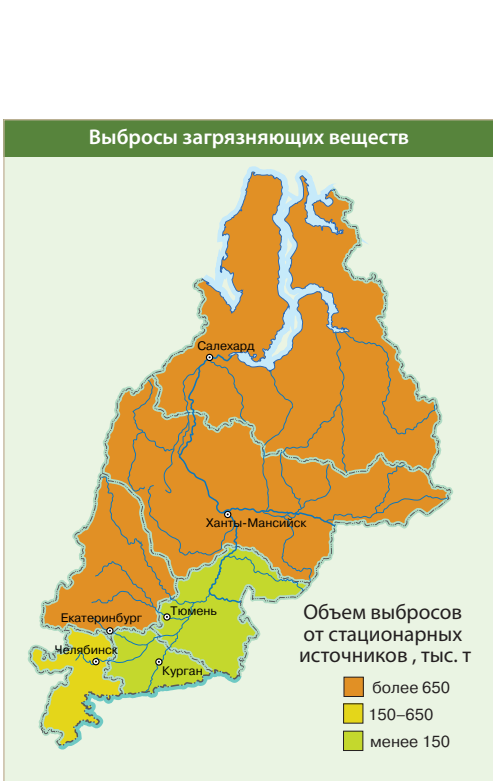 Выбросы загрязняющих веществ
Салехард
Ханты-Мансийск
Екатеринбург
Тюмень
Челябинск
Курган
Объем выбросов
от стационарных
источников , тыс. т
более 650
150–650
менее 150